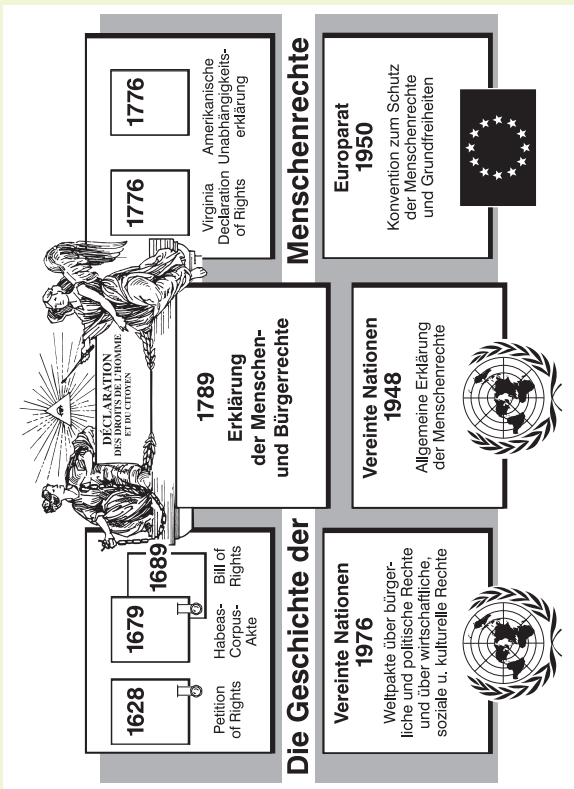 DÉCLARATION
DES DROITS DE L'HOMME
ET DU CITOYEN
1628
Petition
of Rights
1679
Habeas-
Corpus-
Akte
1689
Bill of
Rights
1789
Erklärung
der Menschen-
und Bürgerrechte
1776
Virginia
Declaration
of Rights
1776
Amerikanische
Unabhängigkeits-
erklärung
Die Geschichte der Menschenrechte
Vereinte Nationen
1976
Weltpakte über bürger-
liche und politische Rechte
und über wirtschaftliche,
soziale u. kulturelle Rechte
Vereinte Nationen
1948
Allgemeine Erklärung
der Menschenrechte
Europarat
1950
Konvention zum Schutz
der Menschenrechte
und Grundfreiheiten